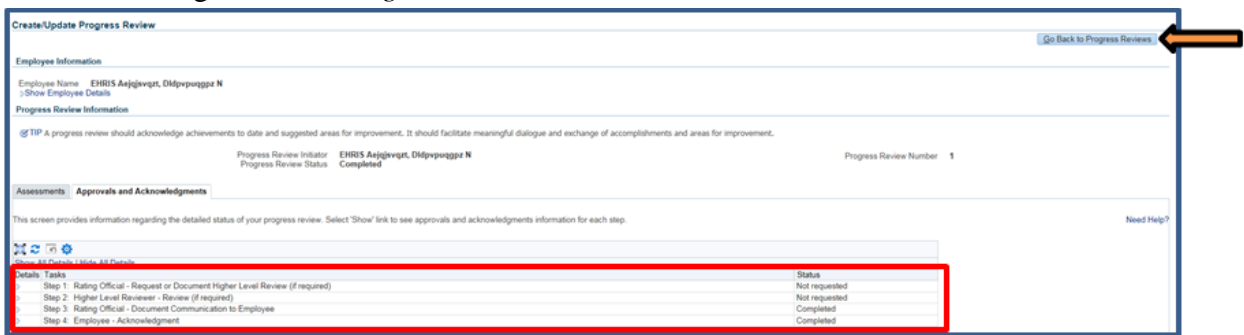 Create/Update Progress Review
Go Back to Progress Reviews
Employee Information
Employee Name EHRIS Aejqjsvqzt, Dldpvpuqgpz N
Show Employee Details
Progress Review Information
TIP A progress review should acknowledge achievements to date and suggested areas for improvement. It should facilitate meaningful dialogue and exchange of accomplishments and areas for improvement.
Progress Review Initiator EHRIS Aejqjsvqzt, Dldpvpuqgpz N Progress Review Number 1
Progress Review Status Completed
Assessments Approvals and Acknowledgments
This screen provides information regarding the detailed status of your progress review. Select 'Show' link to see approvals and acknowledgments information for each step. Need Help?
Show All Details | Hide All Details
Details Tasks Status
Step 1: Rating Official - Request or Document Higher Level Review (if required) Not requested
Step 2: Higher Level Reviewer - Review (if required) Not requested
Step 3: Rating Official - Document Communication to Employee Completed
Step 4: Employee - Acknowledgment Completed